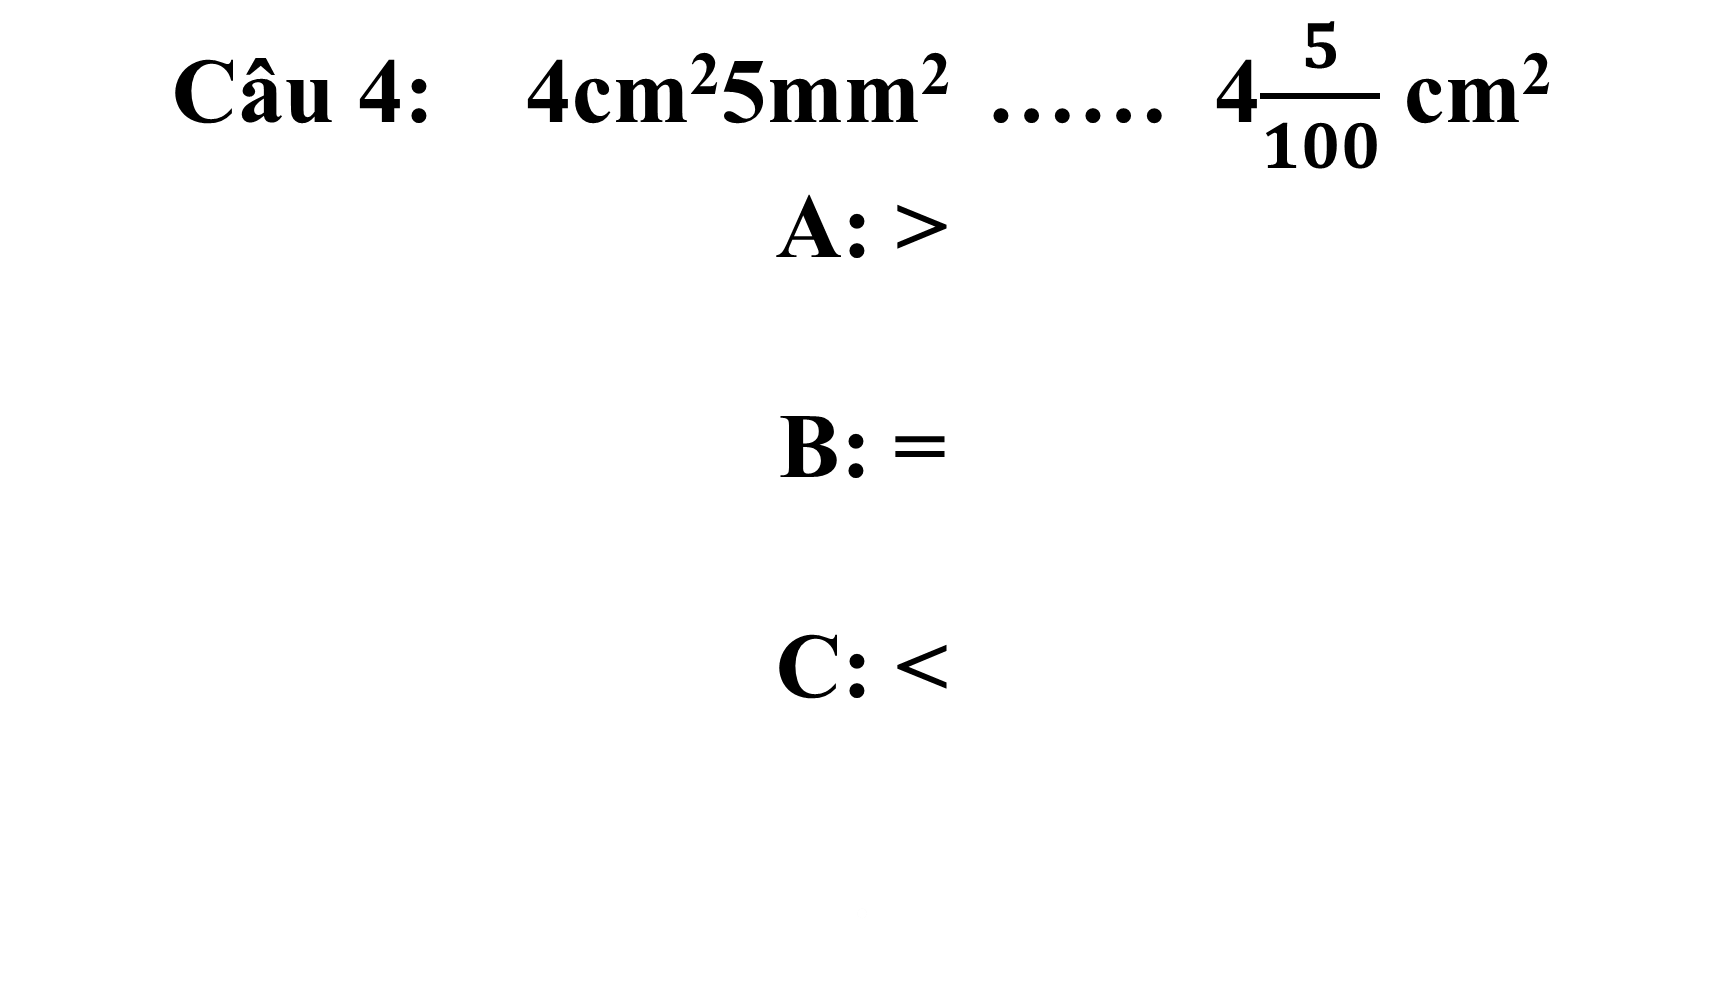 Câu 4: 4cm²5mm² …… 4 5/100 cm²
A: >
B: =
C: <